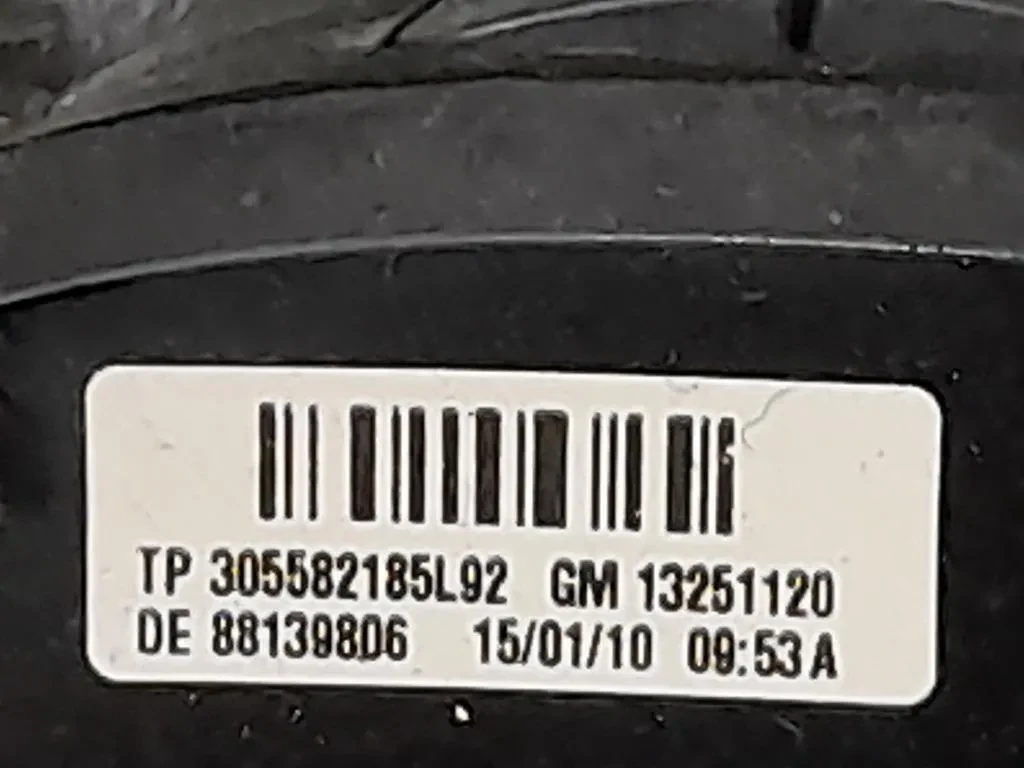 TP 305582185L92 GM 13251120
DE 88139806 15/01/10 09:53 A